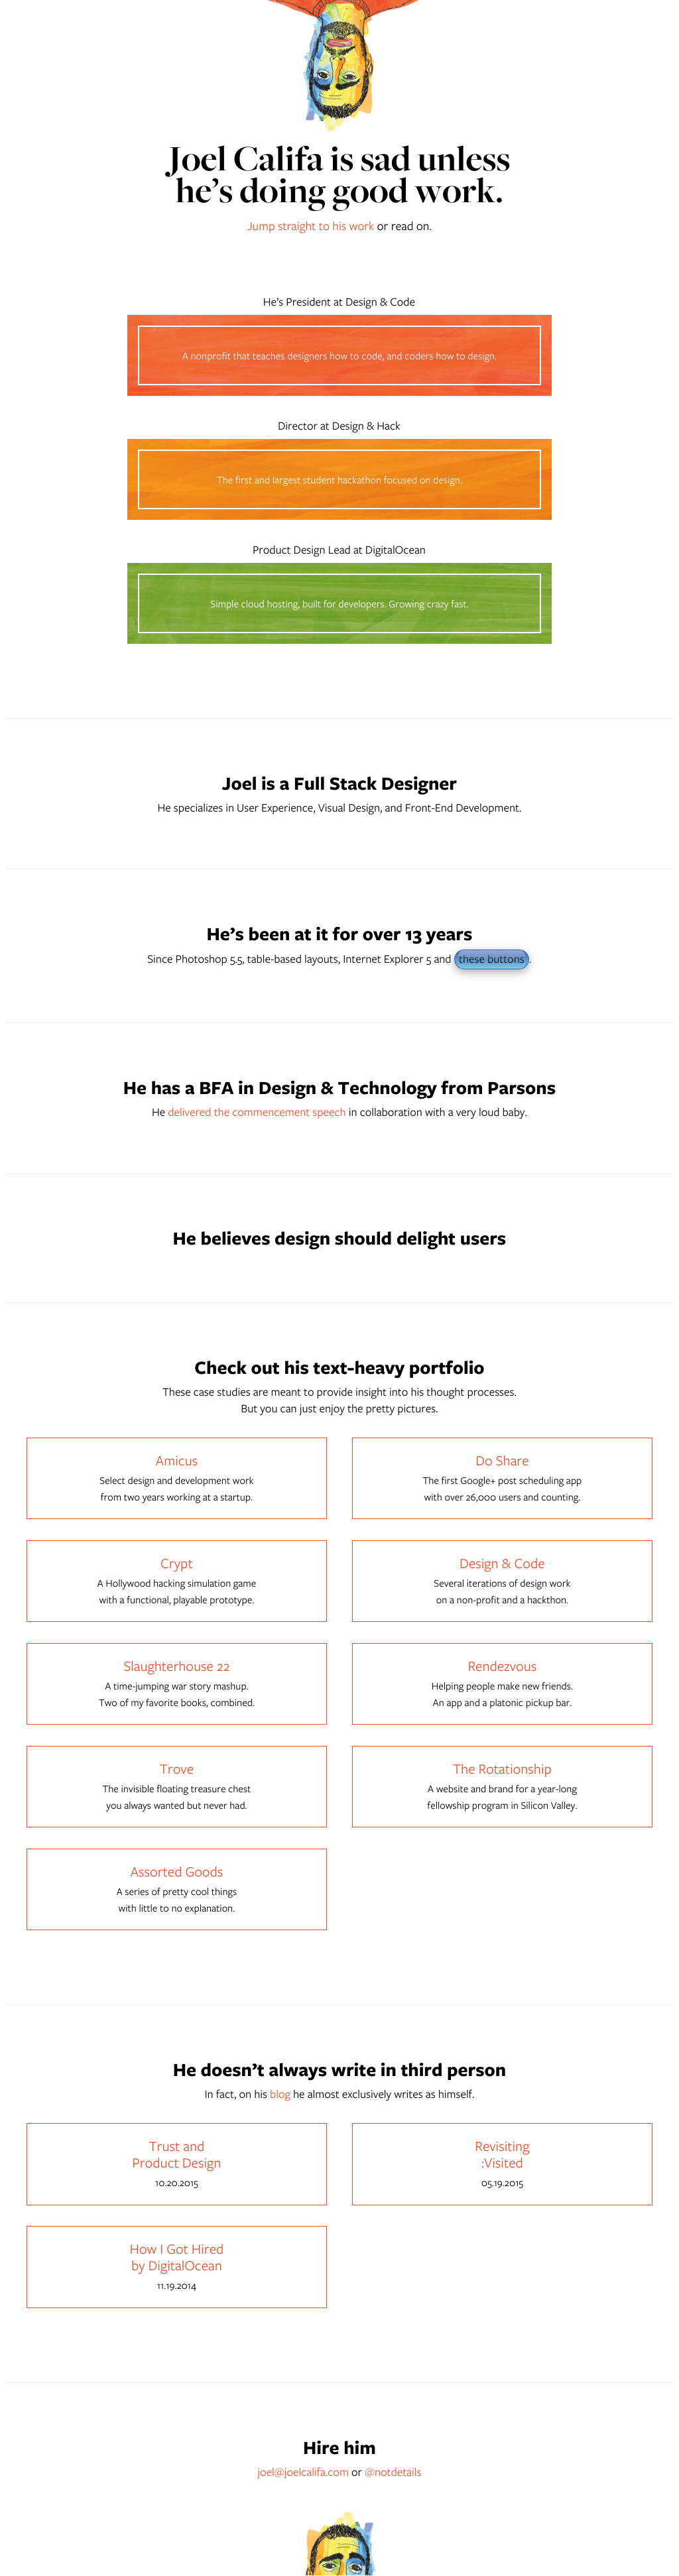 Joel Califa is sad unless
he's doing good work.
Jump straight to his work or read on.
He's President at Design & Code
A nonprofit that teaches designers how to code, and coders how to design.
Director at Design & Hack
The first and largest student hackathon focused on design.
Product Design Lead at DigitalOcean
Simple cloud hosting, built for developers. Growing crazy fast.
Joel is a Full Stack Designer
He specializes in User Experience, Visual Design, and Front-End Development.
He's been at it for over 13 years
Since Photoshop 5.5, table-based layouts, Internet Explorer 5 and these buttons.
He has a BFA in Design & Technology from Parsons
He delivered the commencement speech in collaboration with a very loud baby.
He believes design should delight users
Check out his text-heavy portfolio
These case studies are meant to provide insight into his thought processes.
But you can just enjoy the pretty pictures.
Amicus
Select design and development work
from two years working at a startup.
Do Share
The first Google+ post scheduling app
with over 26,000 users and counting.
Crypt
A Hollywood hacking simulation game
with a functional, playable prototype.
Design & Code
Several iterations of design work
on a non-profit and a hackthon.
Slaughterhouse 22
A time-jumping war story mashup.
Two of my favorite books, combined.
Rendezvous
Helping people make new friends.
An app and a platonic pickup bar.
Trove
The invisible floating treasure chest
you always wanted but never had.
The Rotationship
A website and brand for a year-long
fellowship program in Silicon Valley.
Assorted Goods
A series of pretty cool things
with little to no explanation.
He doesn't always write in third person
In fact, on his blog he almost exclusively writes as himself.
Trust and
Product Design
10.20.2015
Revisiting
:Visited
05.19.2015
How I Got Hired
by DigitalOcean
11.19.2014
Hire him
joel@joelcalifa.com or @notdetails